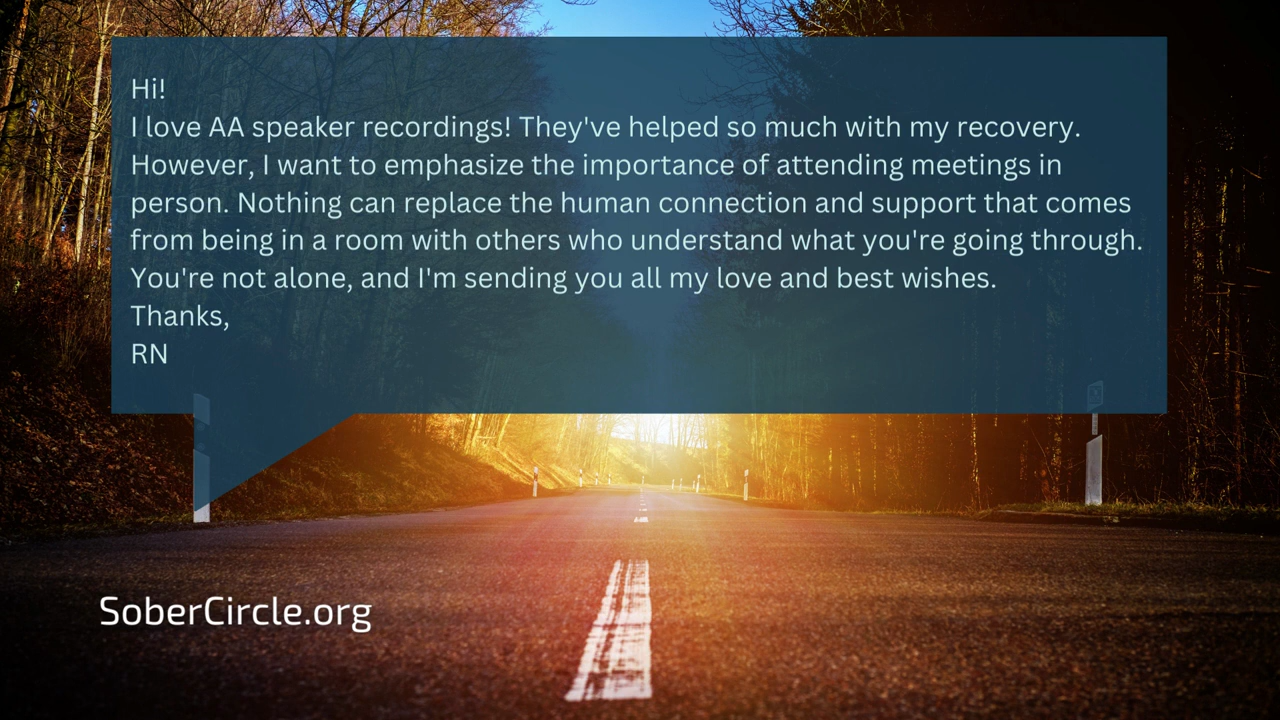 Hi!
I love AA speaker recordings! They've helped so much with my recovery.
However, I want to emphasize the importance of attending meetings in
person. Nothing can replace the human connection and support that comes
from being in a room with others who understand what you're going through.
You're not alone, and I'm sending you all my love and best wishes.
Thanks,
RN
SoberCircle.org